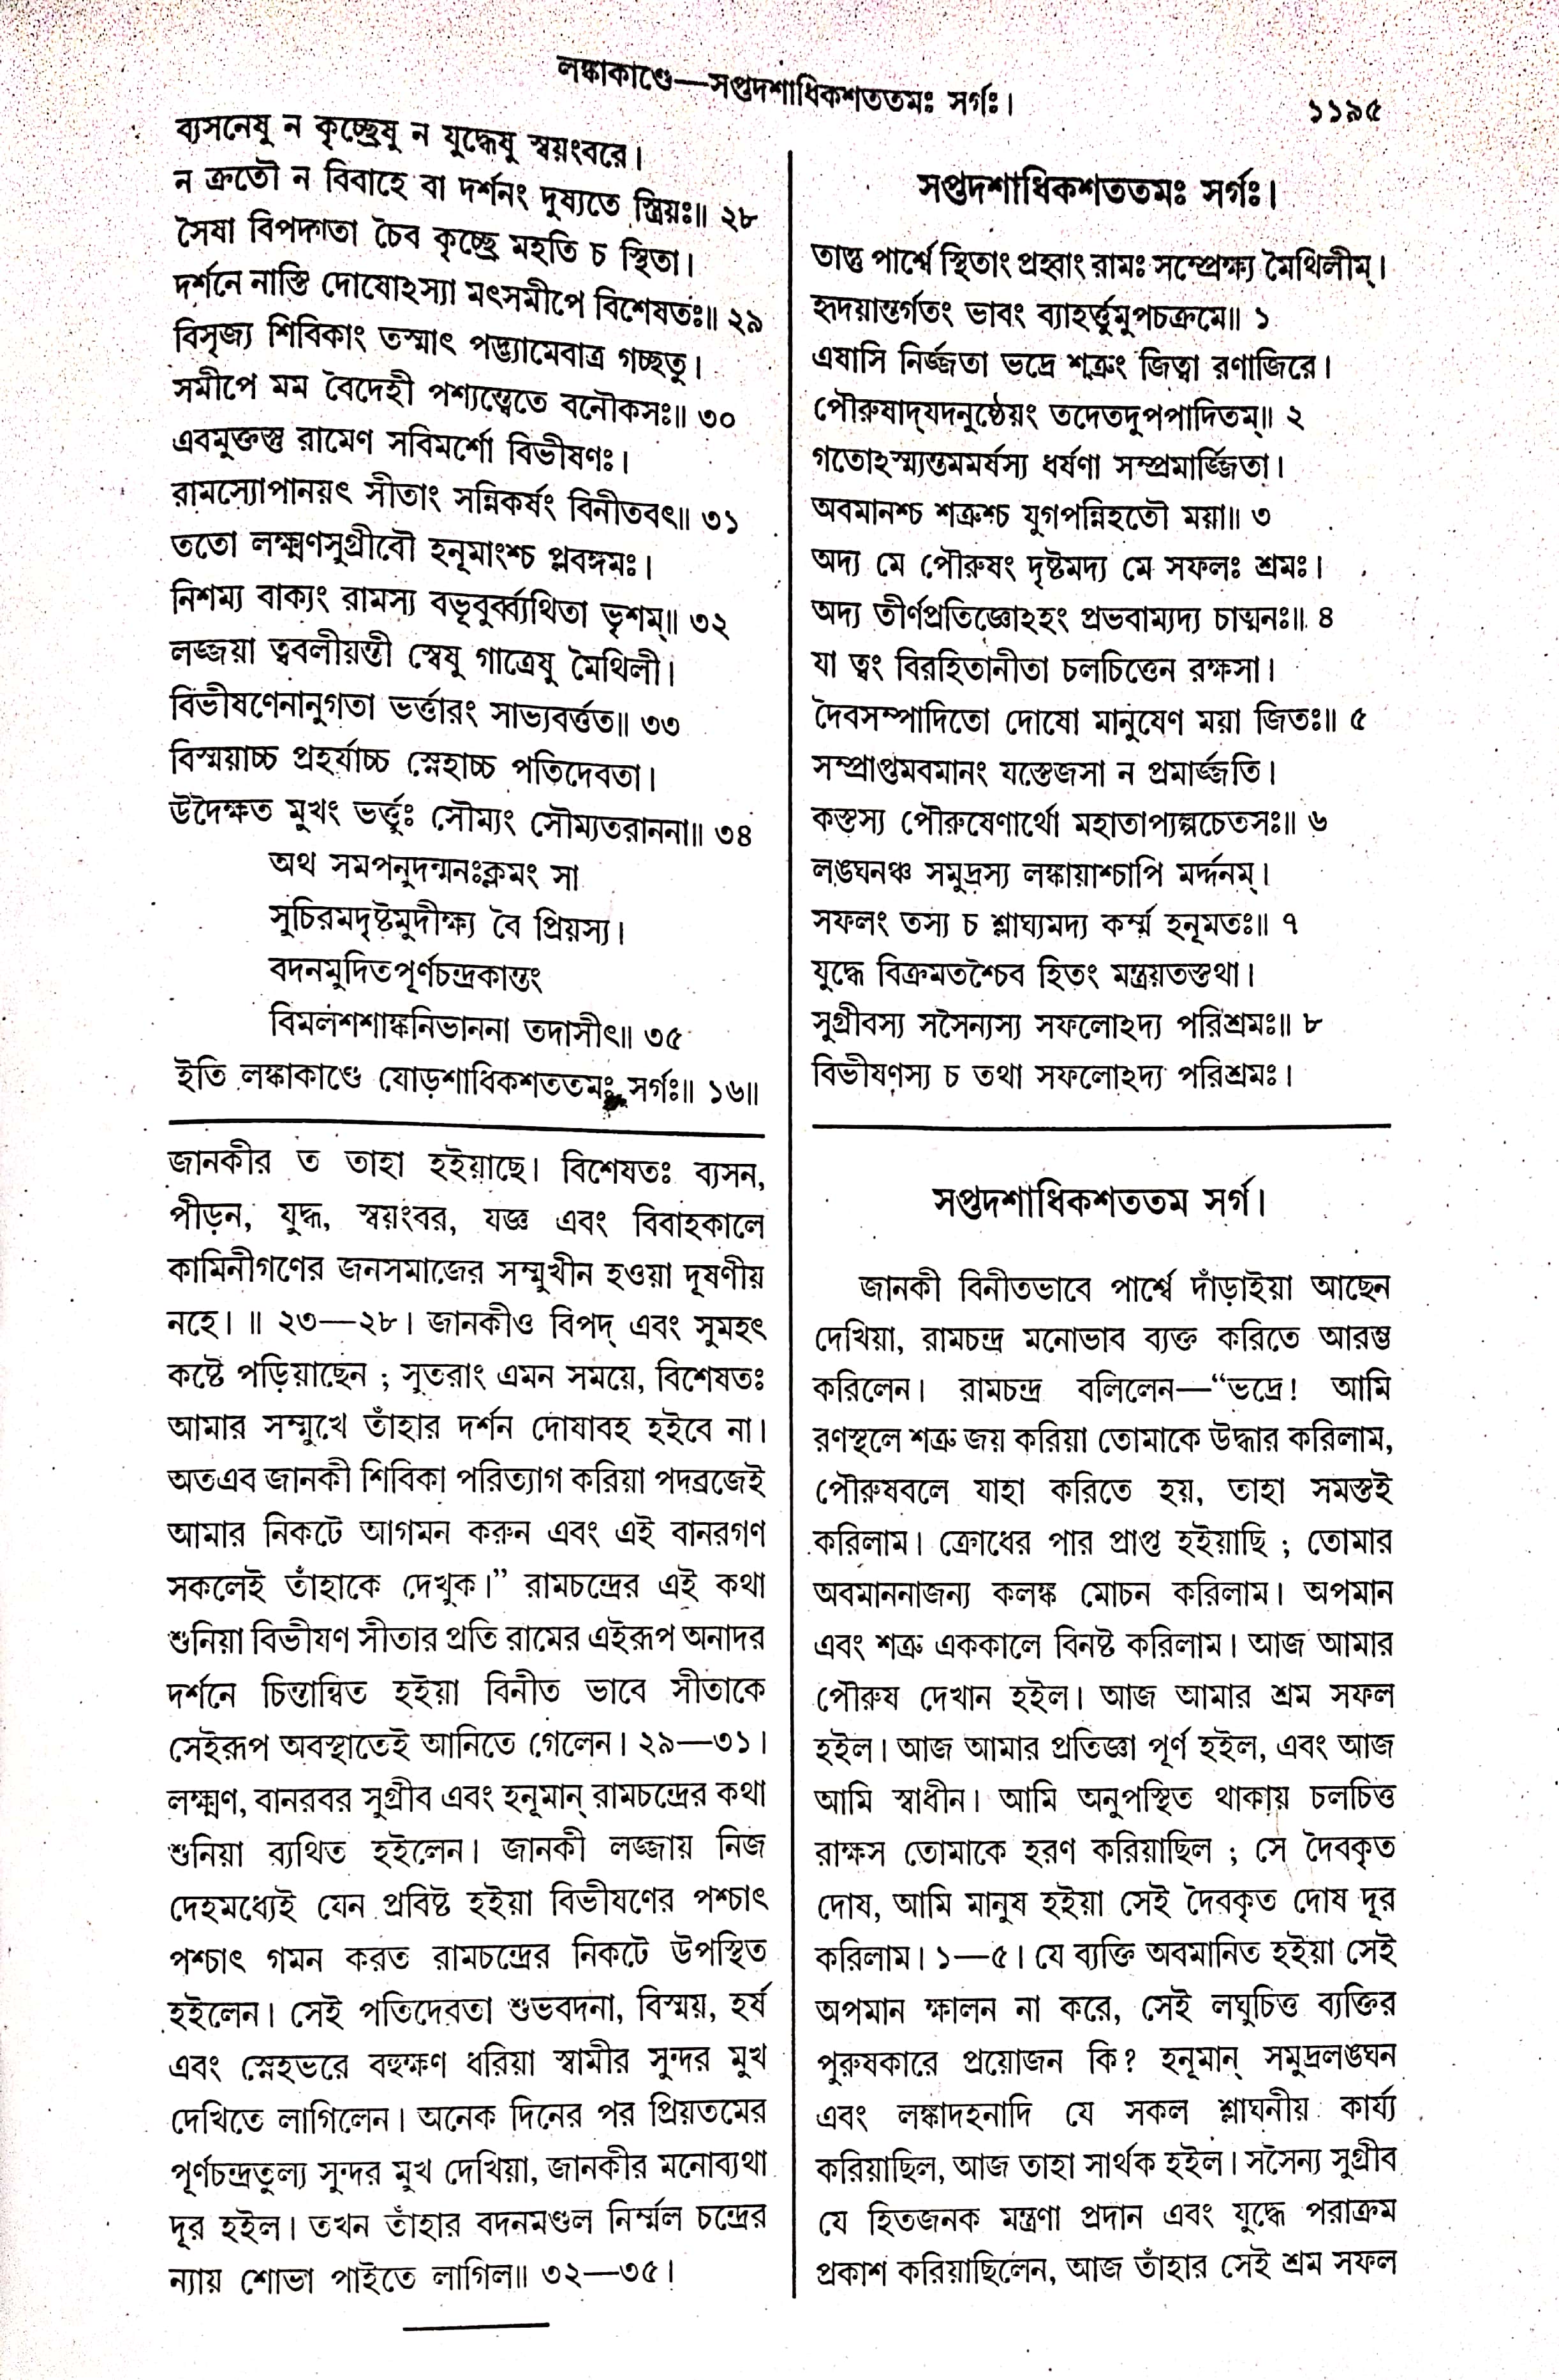 লঙ্কাকাণ্ডে—সপ্তদশাধিকশততমঃ সর্গঃ।
১১৯৫
ব্যসনেষু ন কৃচ্ছ্রেষু ন যুদ্ধেষু স্বয়ংবরে।
ন ক্রতৌ ন বিবাহে বা দর্শনং দুষ্যতে স্ত্রিয়ঃ॥ ২৮
সৈষা বিপদ্গতা চৈব কৃচ্ছ্রে মহতি চ স্থিতা।
দর্শনে নাস্তি দোষোঽস্যা মৎসমীপে বিশেষতঃ॥ ২৯
বিসৃজ্য শিবিকাং তস্মাৎ পদ্ভ্যামেবাত্র গচ্ছতু।
সমীপে মম বৈদেহী পশ্যন্ত্বেতে বনৌকসঃ॥ ৩০
এবমুক্তস্তু রামেণ সবিমর্শো বিভীষণঃ।
রামস্যোপানয়ৎ সীতাং সন্নিকর্ষং বিনীতবৎ॥ ৩১
ততো লক্ষ্মণসুগ্রীবৌ হনূমাংশ্চ প্লবঙ্গমঃ।
নিশম্য বাক্যং রামস্য বভূবুর্ব্ব্যথিতা ভৃশম্॥ ৩২
লজ্জয়া ত্ববলীয়ন্তী স্বেষু গাত্রেষু মৈথিলী।
বিভীষণেনানুগতা ভর্ত্তারং সাভ্যবর্ত্তত॥ ৩৩
বিস্ময়াচ্চ প্রহর্যাচ্চ স্নেহাচ্চ পতিদেবতা।
উদৈক্ষত মুখং ভর্ত্তুঃ সৌম্যং সৌম্যতরাননা॥ ৩৪
অথ সমপনুদন্মনঃক্লমং সা
সুচিরমদৃষ্টমুদীক্ষ্য বৈ প্রিয়স্য।
বদনমুদিতপূর্ণচন্দ্রকান্তং
বিমলশশাঙ্কনিভাননা তদাসীৎ॥ ৩৫
ইতি লঙ্কাকাণ্ডে যোড়শাধিকশততমঃ সর্গঃ॥ ১৬॥
জানকীর ত তাহা হইয়াছে। বিশেষতঃ ব্যসন,
পীড়ন, যুদ্ধ, স্বয়ংবর, যজ্ঞ এবং বিবাহকালে
কামিনীগণের জনসমাজের সম্মুখীন হওয়া দূষণীয়
নহে। ॥ ২৩—২৮। জানকীও বিপদ্ এবং সুমহৎ
কষ্টে পড়িয়াছেন ; সুতরাং এমন সময়ে, বিশেষতঃ
আমার সম্মুখে তাঁহার দর্শন দোষাবহ হইবে না।
অতএব জানকী শিবিকা পরিত্যাগ করিয়া পদব্রজেই
আমার নিকটে আগমন করুন এবং এই বানরগণ
সকলেই তাঁহাকে দেখুক।” রামচন্দ্রের এই কথা
শুনিয়া বিভীষণ সীতার প্রতি রামের এইরূপ অনাদর
দর্শনে চিন্তান্বিত হইয়া বিনীত ভাবে সীতাকে
সেইরূপ অবস্থাতেই আনিতে গেলেন। ২৯—৩১।
লক্ষ্মণ, বানরবর সুগ্রীব এবং হনূমান্ রামচন্দ্রের কথা
শুনিয়া ব্যথিত হইলেন। জানকী লজ্জায় নিজ
দেহমধ্যেই যেন প্রবিষ্ট হইয়া বিভীষণের পশ্চাৎ
পশ্চাৎ গমন করত রামচন্দ্রের নিকটে উপস্থিত
হইলেন। সেই পতিদেবতা শুভবদনা, বিস্ময়, হর্ষ
এবং স্নেহভরে বহুক্ষণ ধরিয়া স্বামীর সুন্দর মুখ
দেখিতে লাগিলেন। অনেক দিনের পর প্রিয়তমের
পূর্ণচন্দ্রতুল্য সুন্দর মুখ দেখিয়া, জানকীর মনোব্যথা
দূর হইল। তখন তাঁহার বদনমণ্ডল নির্ম্মল চন্দ্রের
ন্যায় শোভা পাইতে লাগিল॥ ৩২—৩৫।
সপ্তদশাধিকশততমঃ সর্গঃ।
তান্তু পার্শ্বে স্থিতাং প্রহ্বাং রামঃ সম্প্রেক্ষ্য মৈথিলীম্।
হৃদয়ান্তর্গতং ভাবং ব্যাহর্ত্তুমুপচক্রমে॥ ১
এষাসি নির্জ্জিতা ভদ্রে শত্রুং জিত্বা রণাজিরে।
পৌরুষাদ্‌যদনুষ্ঠেয়ং তদেতদুপপাদিতম্॥ ২
গতোঽস্ম্যন্তমমর্ষস্য ধর্ষণা সম্প্রমার্জ্জিতা।
অবমানশ্চ শত্রুশ্চ যুগপন্নিহতৌ ময়া॥ ৩
অদ্য মে পৌরুষং দৃষ্টমদ্য মে সফলঃ শ্রমঃ।
অদ্য তীর্ণপ্রতিজ্ঞোঽহং প্রভবাম্যদ্য চাত্মনঃ॥ ৪
যা ত্বং বিরহিতানীতা চলচিত্তেন রক্ষসা।
দৈবসম্পাদিতো দোষো মানুষেণ ময়া জিতঃ॥ ৫
সম্প্রাপ্তমবমানং যস্তেজসা ন প্রমার্জ্জতি।
কস্তস্য পৌরুষেণার্থো মহাতাপ্যল্পচেতসঃ॥ ৬
লঙঘনঞ্চ সমুদ্রস্য লঙ্কায়াশ্চাপি মর্দ্দনম্।
সফলং তস্য চ শ্লাঘ্যমদ্য কর্ম্ম হনূমতঃ॥ ৭
যুদ্ধে বিক্রমতশ্চৈব হিতং মন্ত্রয়তস্তথা।
সুগ্রীবস্য সসৈন্যস্য সফলোঽদ্য পরিশ্রমঃ॥ ৮
বিভীষণস্য চ তথা সফলোঽদ্য পরিশ্রমঃ।
সপ্তদশাধিকশততম সর্গ।
জানকী বিনীতভাবে পার্শ্বে দাঁড়াইয়া আছেন
দেখিয়া, রামচন্দ্র মনোভাব ব্যক্ত করিতে আরম্ভ
করিলেন। রামচন্দ্র বলিলেন—“ভদ্রে! আমি
রণস্থলে শত্রু জয় করিয়া তোমাকে উদ্ধার করিলাম,
পৌরুষবলে যাহা করিতে হয়, তাহা সমস্তই
করিলাম। ক্রোধের পার প্রাপ্ত হইয়াছি ; তোমার
অবমাননাজন্য কলঙ্ক মোচন করিলাম। অপমান
এবং শত্রু এককালে বিনষ্ট করিলাম। আজ আমার
পৌরুষ দেখান হইল। আজ আমার শ্রম সফল
হইল। আজ আমার প্রতিজ্ঞা পূর্ণ হইল, এবং আজ
আমি স্বাধীন। আমি অনুপস্থিত থাকায় চলচিত্ত
রাক্ষস তোমাকে হরণ করিয়াছিল ; সে দৈবকৃত
দোষ, আমি মানুষ হইয়া সেই দৈবকৃত দোষ দূর
করিলাম। ১—৫। যে ব্যক্তি অবমানিত হইয়া সেই
অপমান ক্ষালন না করে, সেই লঘুচিত্ত ব্যক্তির
পুরুষকারে প্রয়োজন কি? হনূমান্ সমুদ্রলঙঘন
এবং লঙ্কাদহনাদি যে সকল শ্লাঘনীয় কার্য্য
করিয়াছিল, আজ তাহা সার্থক হইল। সসৈন্য সুগ্রীব
যে হিতজনক মন্ত্রণা প্রদান এবং যুদ্ধে পরাক্রম
প্রকাশ করিয়াছিলেন, আজ তাঁহার সেই শ্রম সফল